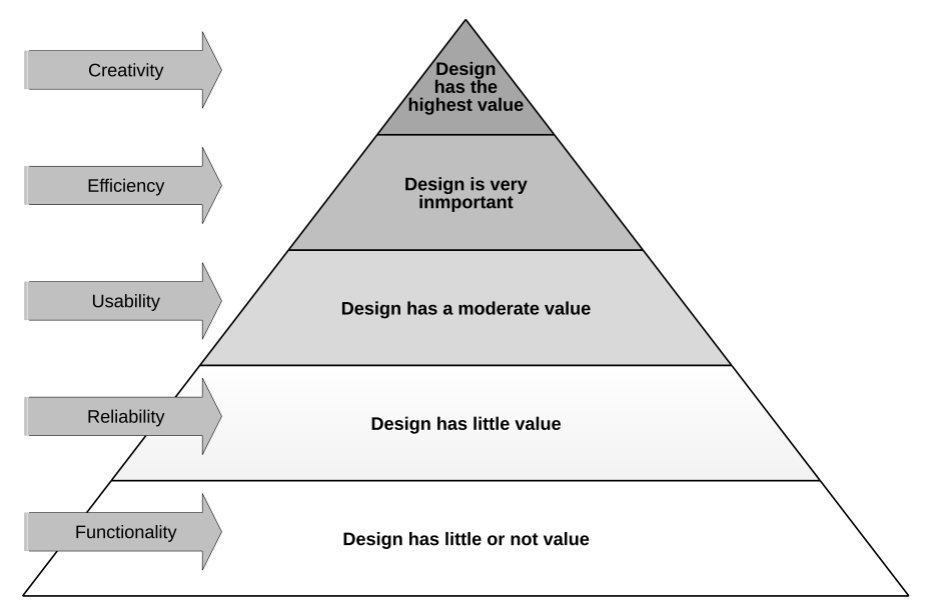 Creativity
Design
has the
highest value
Efficiency
Design is very
inmportant
Usability
Design has a moderate value
Reliability
Design has little value
Functionality
Design has little or not value